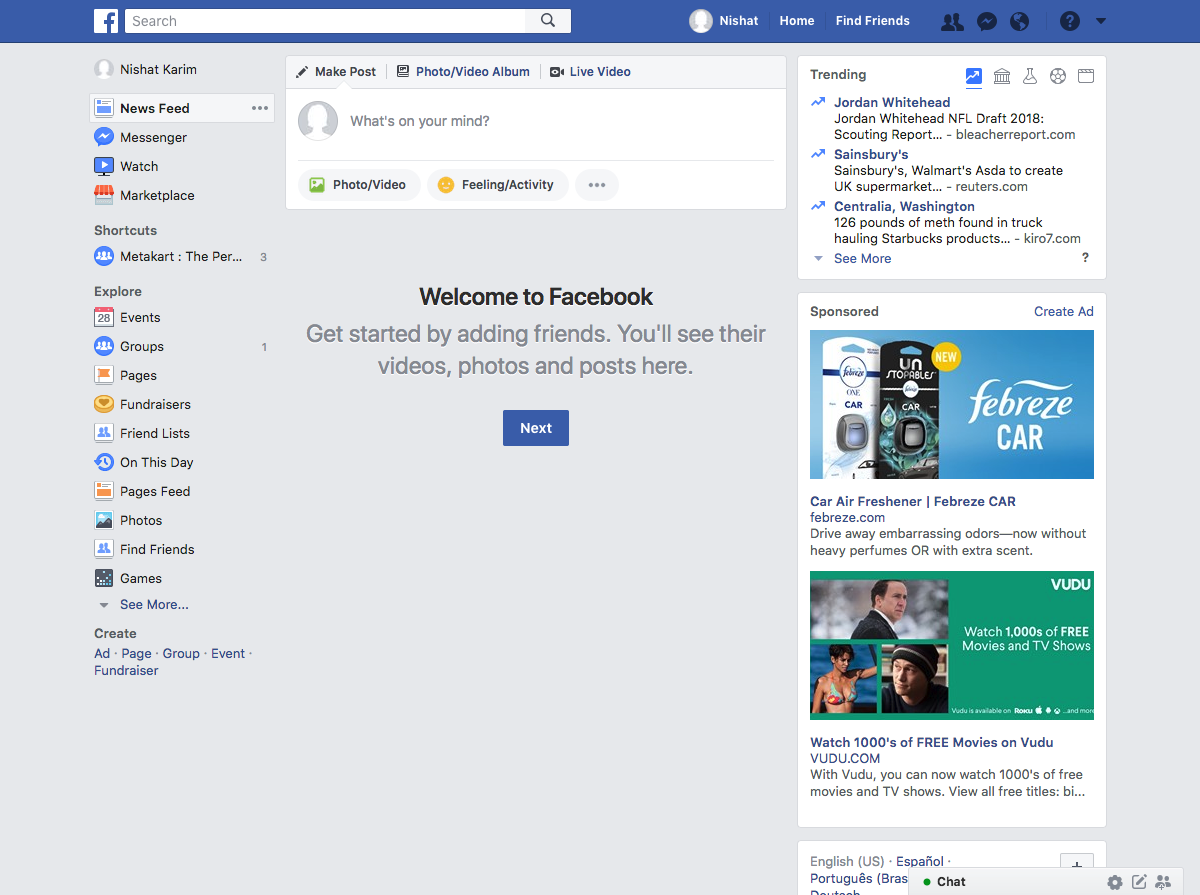 Search
Nishat
Home
Find Friends
Nishat Karim
News Feed
Messenger
Watch
Marketplace
Shortcuts
Metakart : The Per... 3
Explore
28 Events
Groups 1
Pages
Fundraisers
Friend Lists
On This Day
Pages Feed
Photos
Find Friends
Games
See More...
Create
Ad · Page · Group · Event ·
Fundraiser
Make Post
Photo/Video Album
Live Video
What's on your mind?
Photo/Video
Feeling/Activity
Welcome to Facebook
Get started by adding friends. You'll see their
videos, photos and posts here.
Next
Trending
Jordan Whitehead
Jordan Whitehead NFL Draft 2018:
Scouting Report... - bleacherreport.com
Sainsbury's
Sainsbury's, Walmart's Asda to create
UK supermarket... - reuters.com
Centralia, Washington
126 pounds of meth found in truck
hauling Starbucks products... - kiro7.com
See More ?
Sponsored Create Ad
febreze
ONE
CAR
UN
STOPABLES
CAR
NEW
febreze
CAR
Car Air Freshener | Febreze CAR
febreze.com
Drive away embarrassing odors—now without
heavy perfumes OR with extra scent.
VUDU
Watch 1,000s of FREE
Movies and TV Shows
Vudu is available on ROKU ...and more
Watch 1000's of FREE Movies on Vudu
VUDU.COM
With Vudu, you can now watch 1000's of free
movies and TV shows. View all free titles: bi...
English (US) · Español ·
Português (Bras
Chat